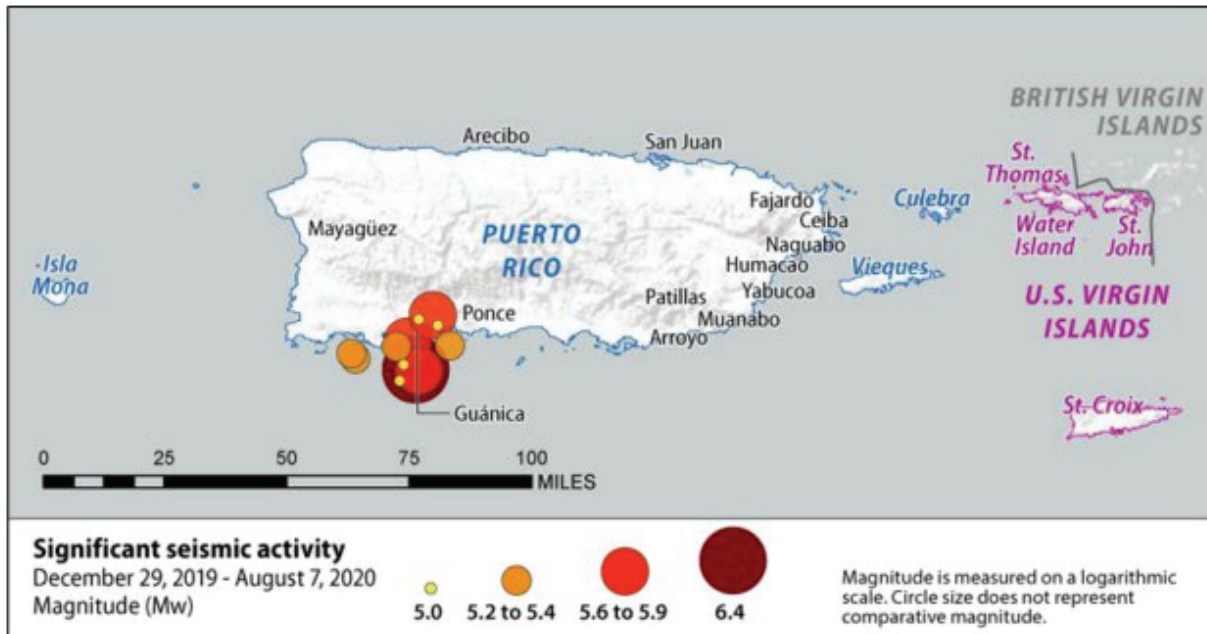 BRITISH VIRGIN
ISLANDS
Arecibo
San Juan
St.
Thomas
Fajardo
Culebra
Ceiba
Mayagüez
PUERTO
RICO
Water
Island
St.
John
Naguabo
Isla
Mona
Humacao
Vieques
Patillas
Yabucoa
U.S. VIRGIN
ISLANDS
Ponce
Muanabo
Arroyo
Guánica
St. Croix
0 25 50 75 100
MILES
Significant seismic activity
December 29, 2019 - August 7, 2020
Magnitude (Mw)
5.0 5.2 to 5.4 5.6 to 5.9 6.4
Magnitude is measured on a logarithmic
scale. Circle size does not represent
comparative magnitude.